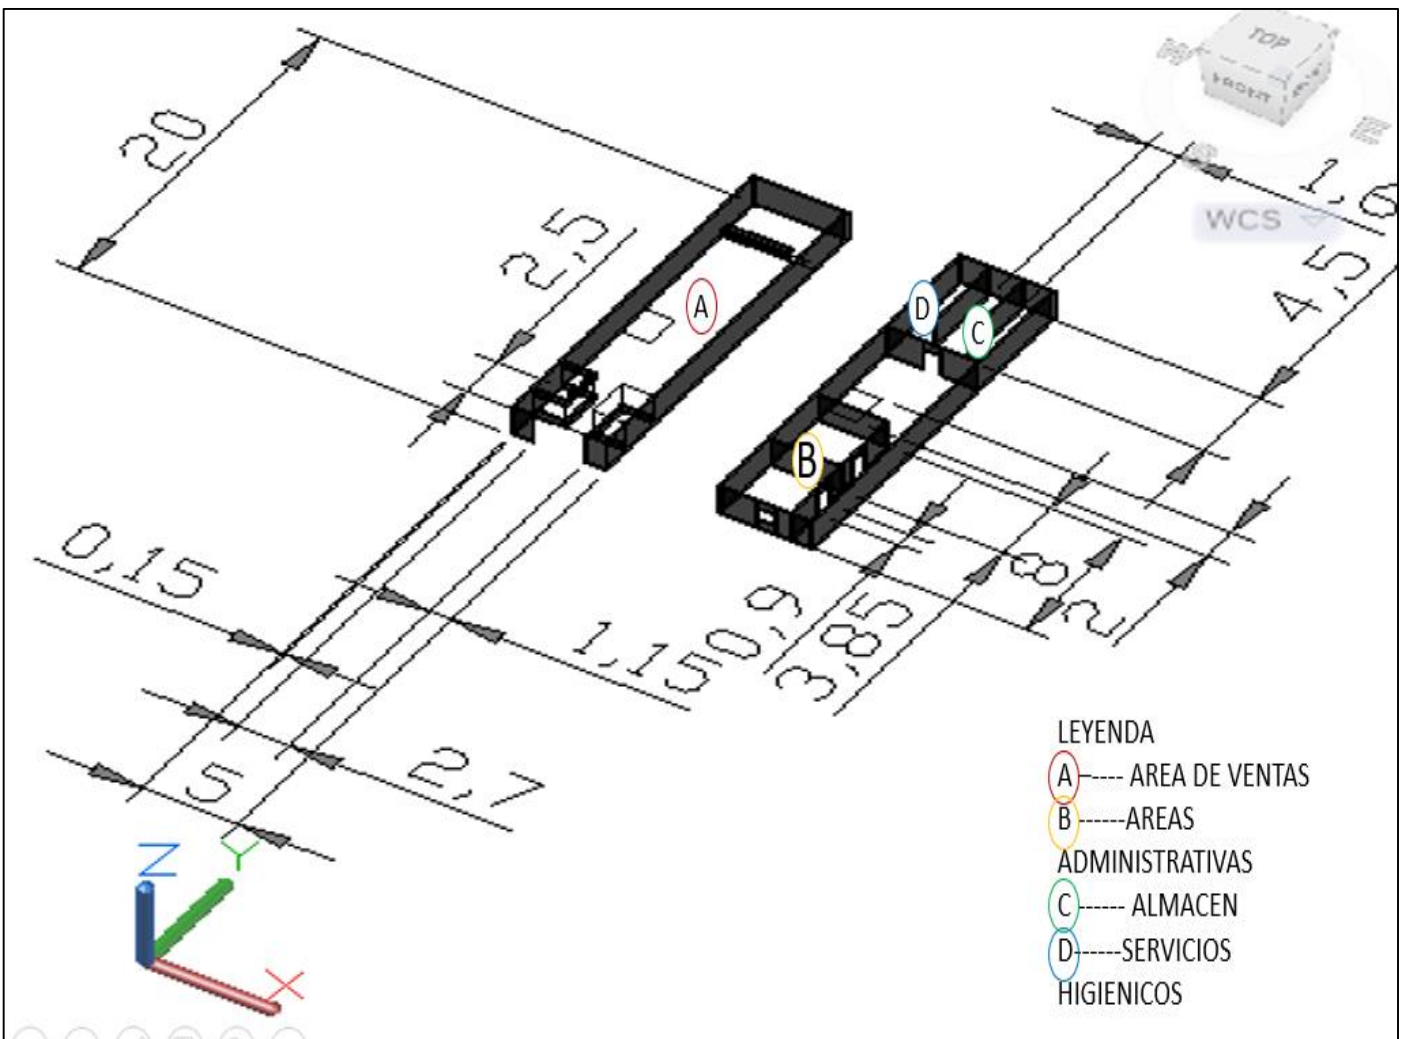 TOP
FRONT
E
S
WCS
20
2,5
1,6
4,5
A
D
C
B
0,15
1,15
0,9
3,85
8
2
2,7
5
Z
Y
X
LEYENDA
A----- AREA DE VENTAS
B ------AREAS
ADMINISTRATIVAS
C ------ ALMACEN
D------SERVICIOS
HIGIENICOS